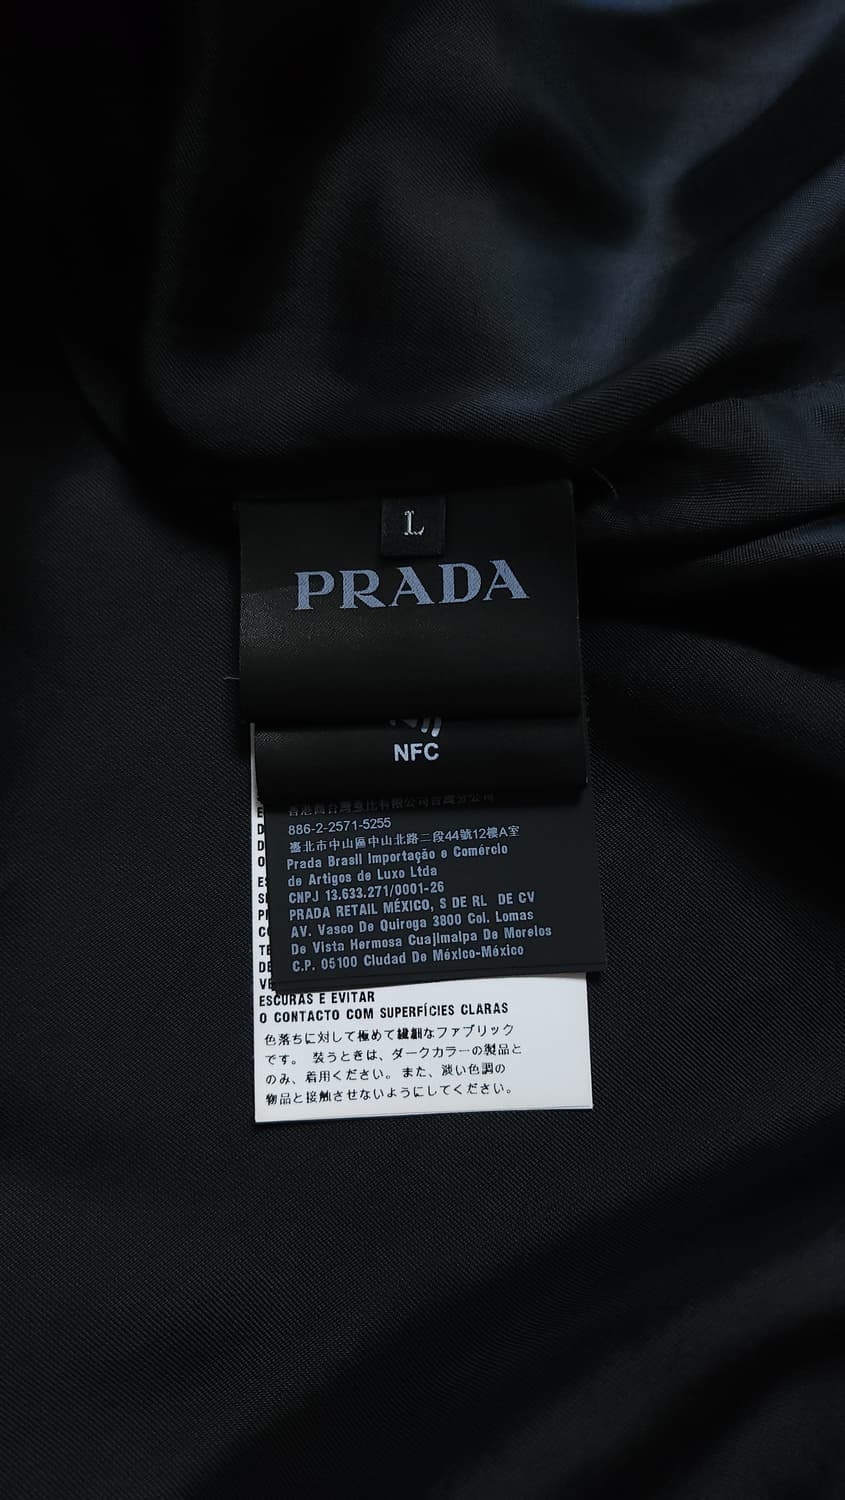 L
PRADA
NFC
886-2-2571-5255
臺北市中山區中山北路二段44號12樓A室
Prada Brasil Importação e Comércio
de Artigos de Luxo Ltda
CNPJ 13.633.271/0001-26
PRADA RETAIL MÉXICO, S DE RL DE CV
AV. Vasco De Quiroga 3800 Col. Lomas
De Vista Hermosa Cuajimalpa De Morelos
C.P. 05100 Ciudad De México-México
ESCURAS E EVITAR
O CONTACTO COM SUPERFÍCIES CLARAS
色落ちに対して極めて繊細なファブリック
です。 装うときは、ダークカラーの製品と
のみ、着用ください。また、淡い色調の
物品と接触させないようにしてください。